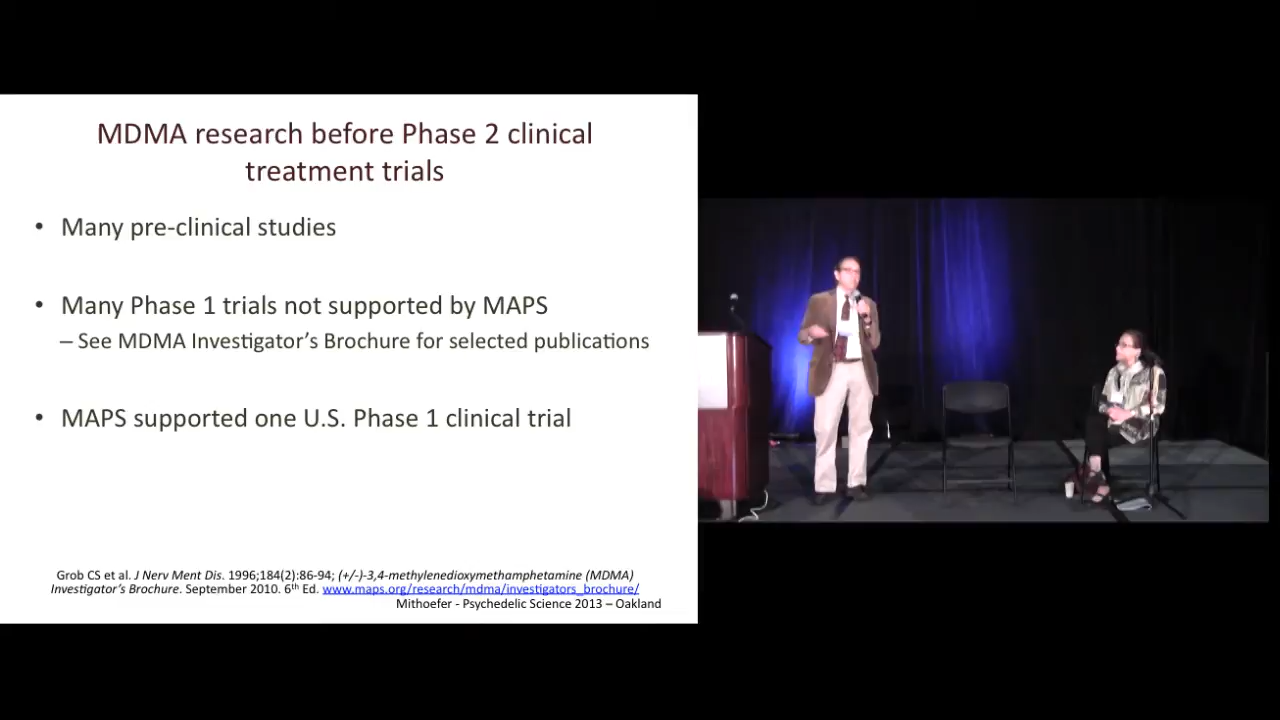 MDMA research before Phase 2 clinical
treatment trials
• Many pre-clinical studies
• Many Phase 1 trials not supported by MAPS
– See MDMA Investigator's Brochure for selected publications
• MAPS supported one U.S. Phase 1 clinical trial
Grob CS et al. J Nerv Ment Dis. 1996;184(2):86-94; (+/-)-3,4-methylenedioxymethamphetamine (MDMA)
Investigator's Brochure. September 2010. 6th Ed. www.maps.org/research/mdma/investigators_brochure/
Mithoefer - Psychedelic Science 2013 – Oakland